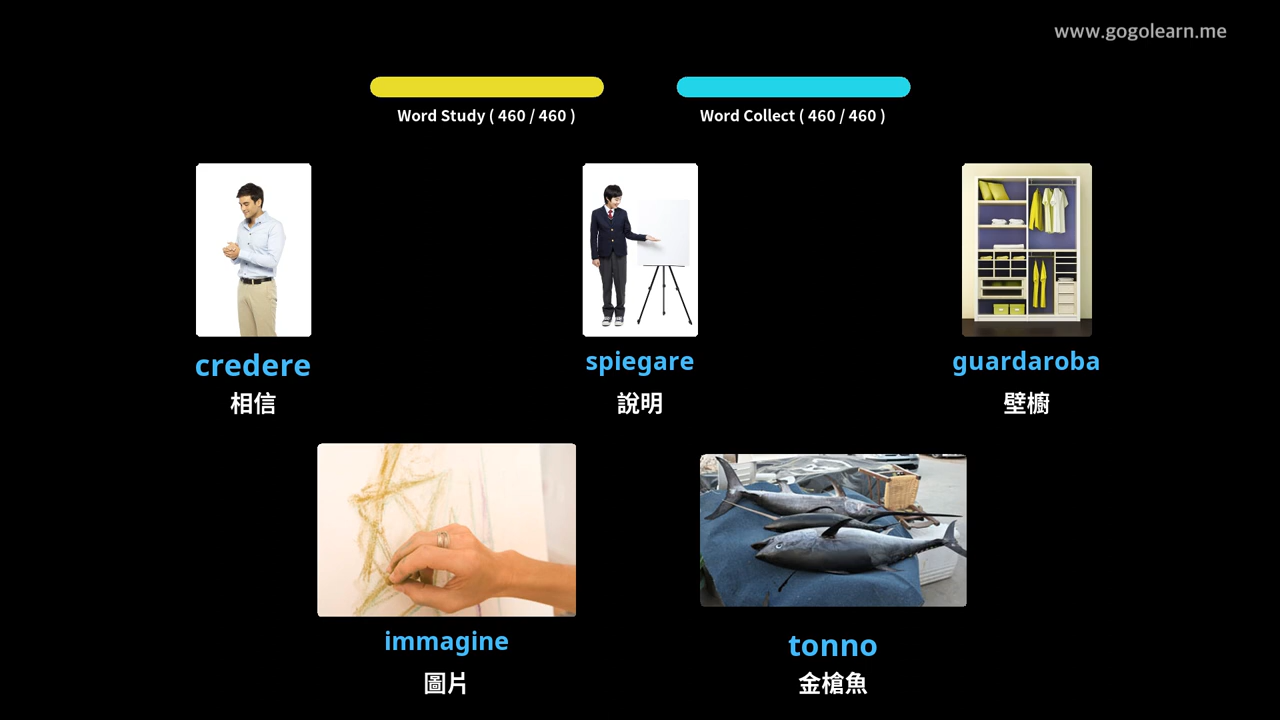 www.gogolearn.me
Word Study ( 460 / 460 )
Word Collect ( 460 / 460 )
credere
相信
spiegare
說明
guardaroba
壁櫥
immagine
圖片
tonno
金槍魚